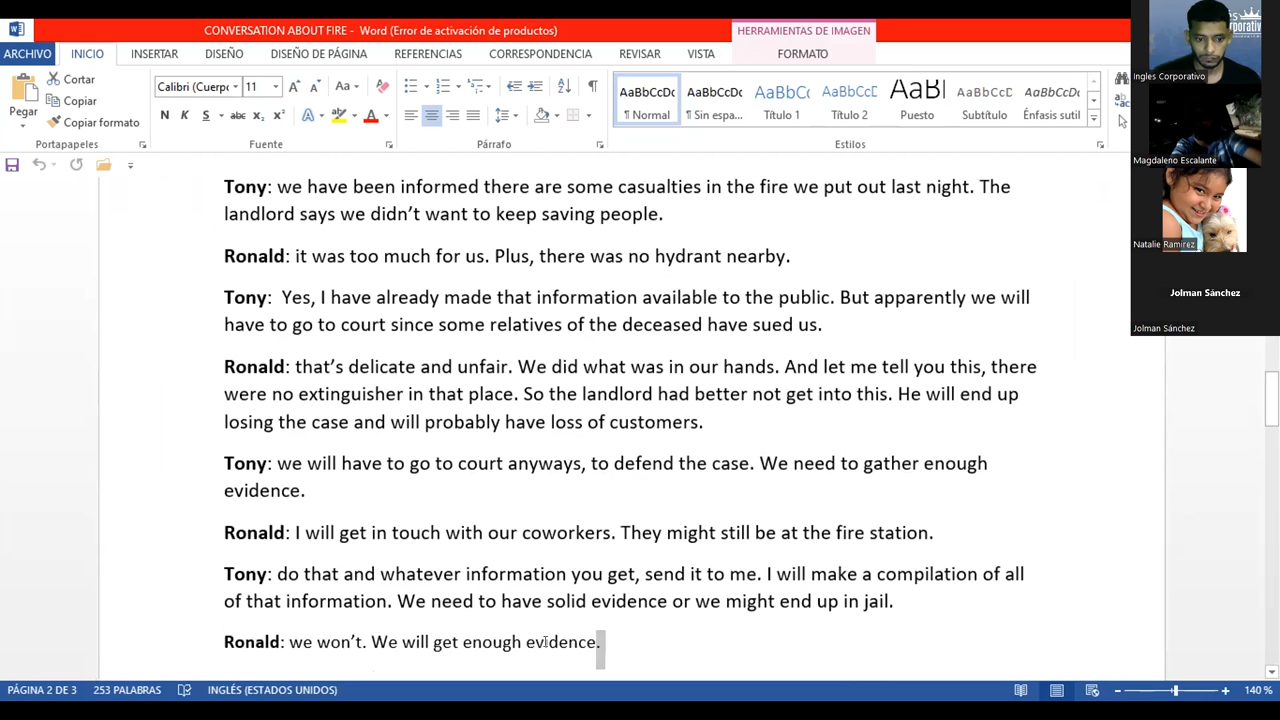 CONVERSATION ABOUT FIRE - Word (Error de activación de productos)
HERRAMIENTAS DE IMAGEN
ARCHIVO INICIO INSERTAR DISEÑO DISEÑO DE PÁGINA REFERENCIAS CORRESPONDENCIA REVISAR VISTA FORMATO
Pegar
Cortar
Copiar
Copiar formato
Portapapeles
Calibri (Cuerpo 11
Fuente
Párrafo
AaBbCcDc AaBbCcDc AaBbCc AaBbCcD AaBbl AaBbCcD AaBbCcDc
¶ Normal ¶ Sin espa... Título 1 Título 2 Puesto Subtítulo Énfasis sutil
Estilos
Ingles Corporativo
Magdaleno Escalante
Natalie Ramirez
Jolman Sánchez
Jolman Sánchez
Tony: we have been informed there are some casualties in the fire we put out last night. The
landlord says we didn’t want to keep saving people.
Ronald: it was too much for us. Plus, there was no hydrant nearby.
Tony:  Yes, I have already made that information available to the public. But apparently we will
have to go to court since some relatives of the deceased have sued us.
Ronald: that’s delicate and unfair. We did what was in our hands. And let me tell you this, there
were no extinguisher in that place. So the landlord had better not get into this. He will end up
losing the case and will probably have loss of customers.
Tony: we will have to go to court anyways, to defend the case. We need to gather enough
evidence.
Ronald: I will get in touch with our coworkers. They might still be at the fire station.
Tony: do that and whatever information you get, send it to me. I will make a compilation of all
of that information. We need to have solid evidence or we might end up in jail.
Ronald: we won’t. We will get enough evidence.
PÁGINA 2 DE 3 253 PALABRAS INGLÉS (ESTADOS UNIDOS) 140 %